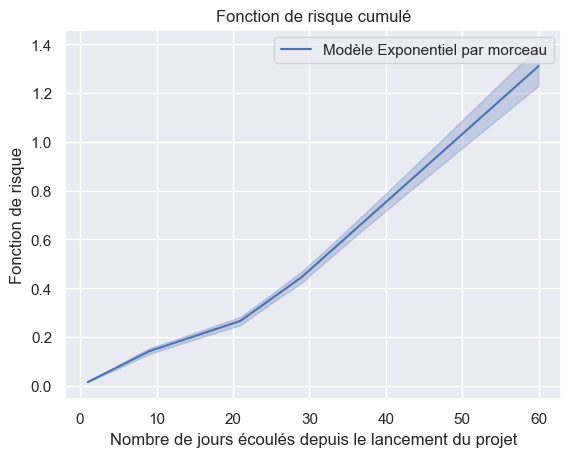 Fonction de risque cumulé
Modèle Exponentiel par morceau
Fonction de risque
1.4
1.2
1.0
0.8
0.6
0.4
0.2
0.0
0 10 20 30 40 50 60
Nombre de jours écoulés depuis le lancement du projet